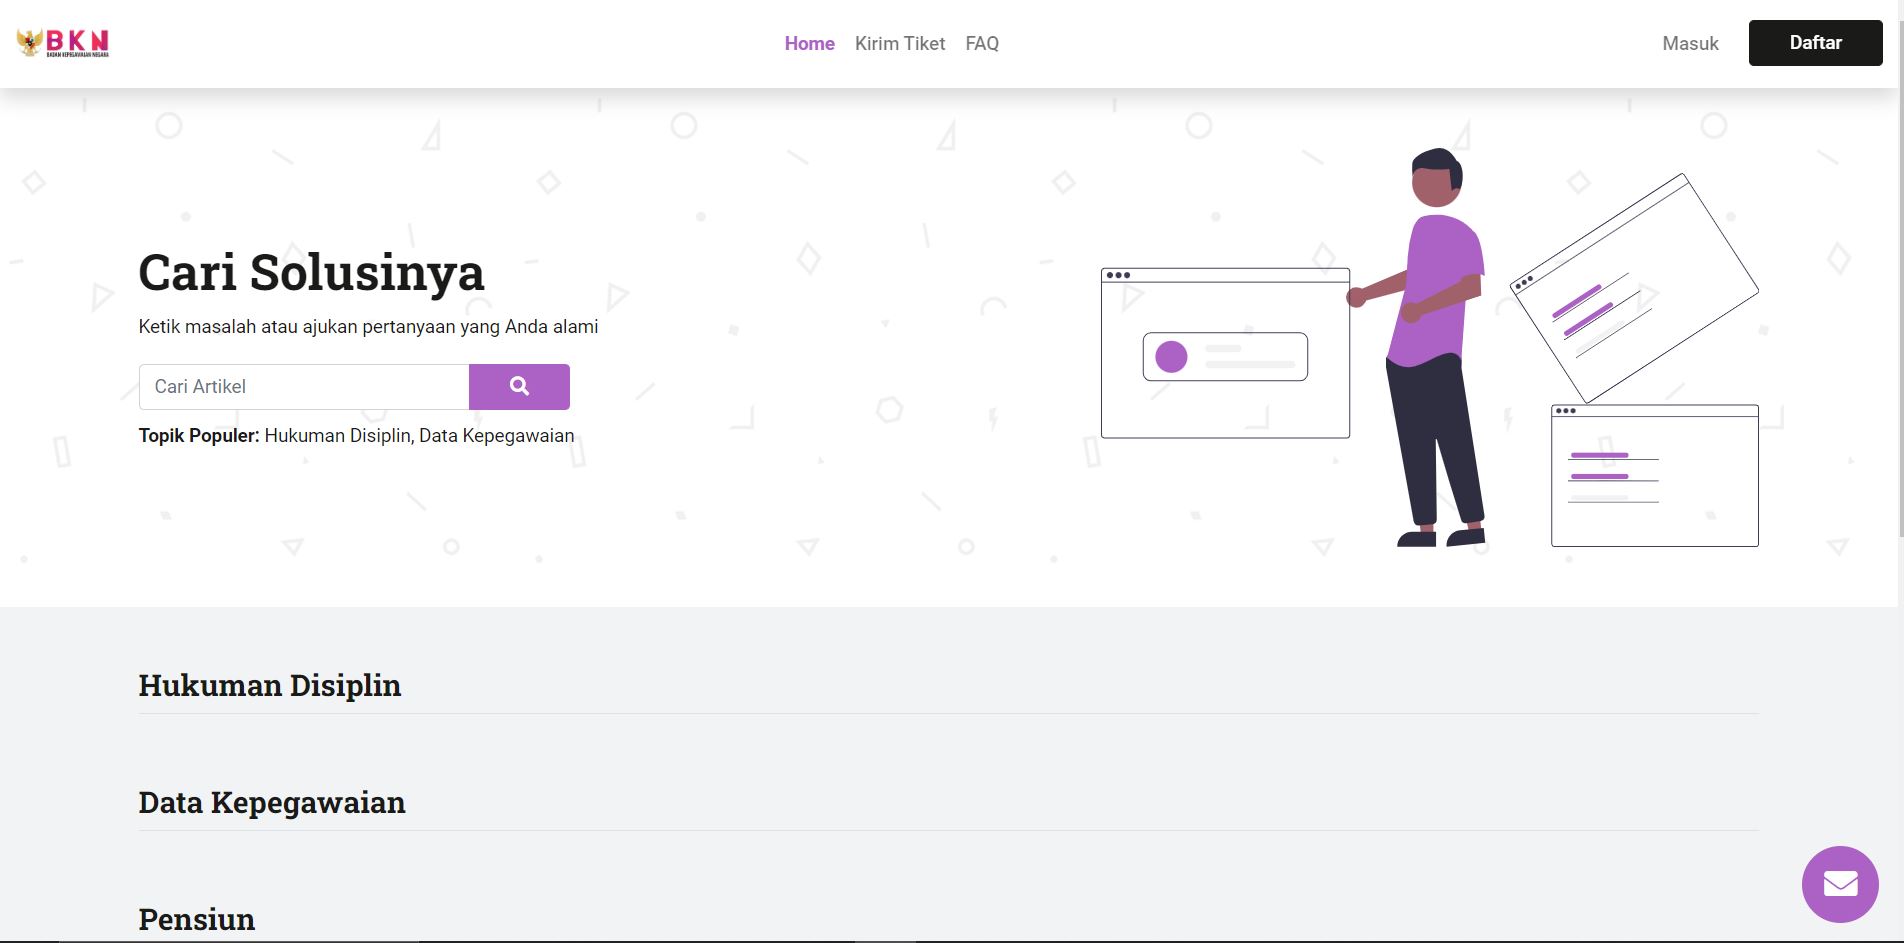 BKN
BADAN KEPEGAWAIAN NEGARA
Home
Kirim Tiket
FAQ
Masuk
Daftar
Cari Solusinya
Ketik masalah atau ajukan pertanyaan yang Anda alami
Cari Artikel
Topik Populer: Hukuman Disiplin, Data Kepegawaian
Hukuman Disiplin
Data Kepegawaian
Pensiun